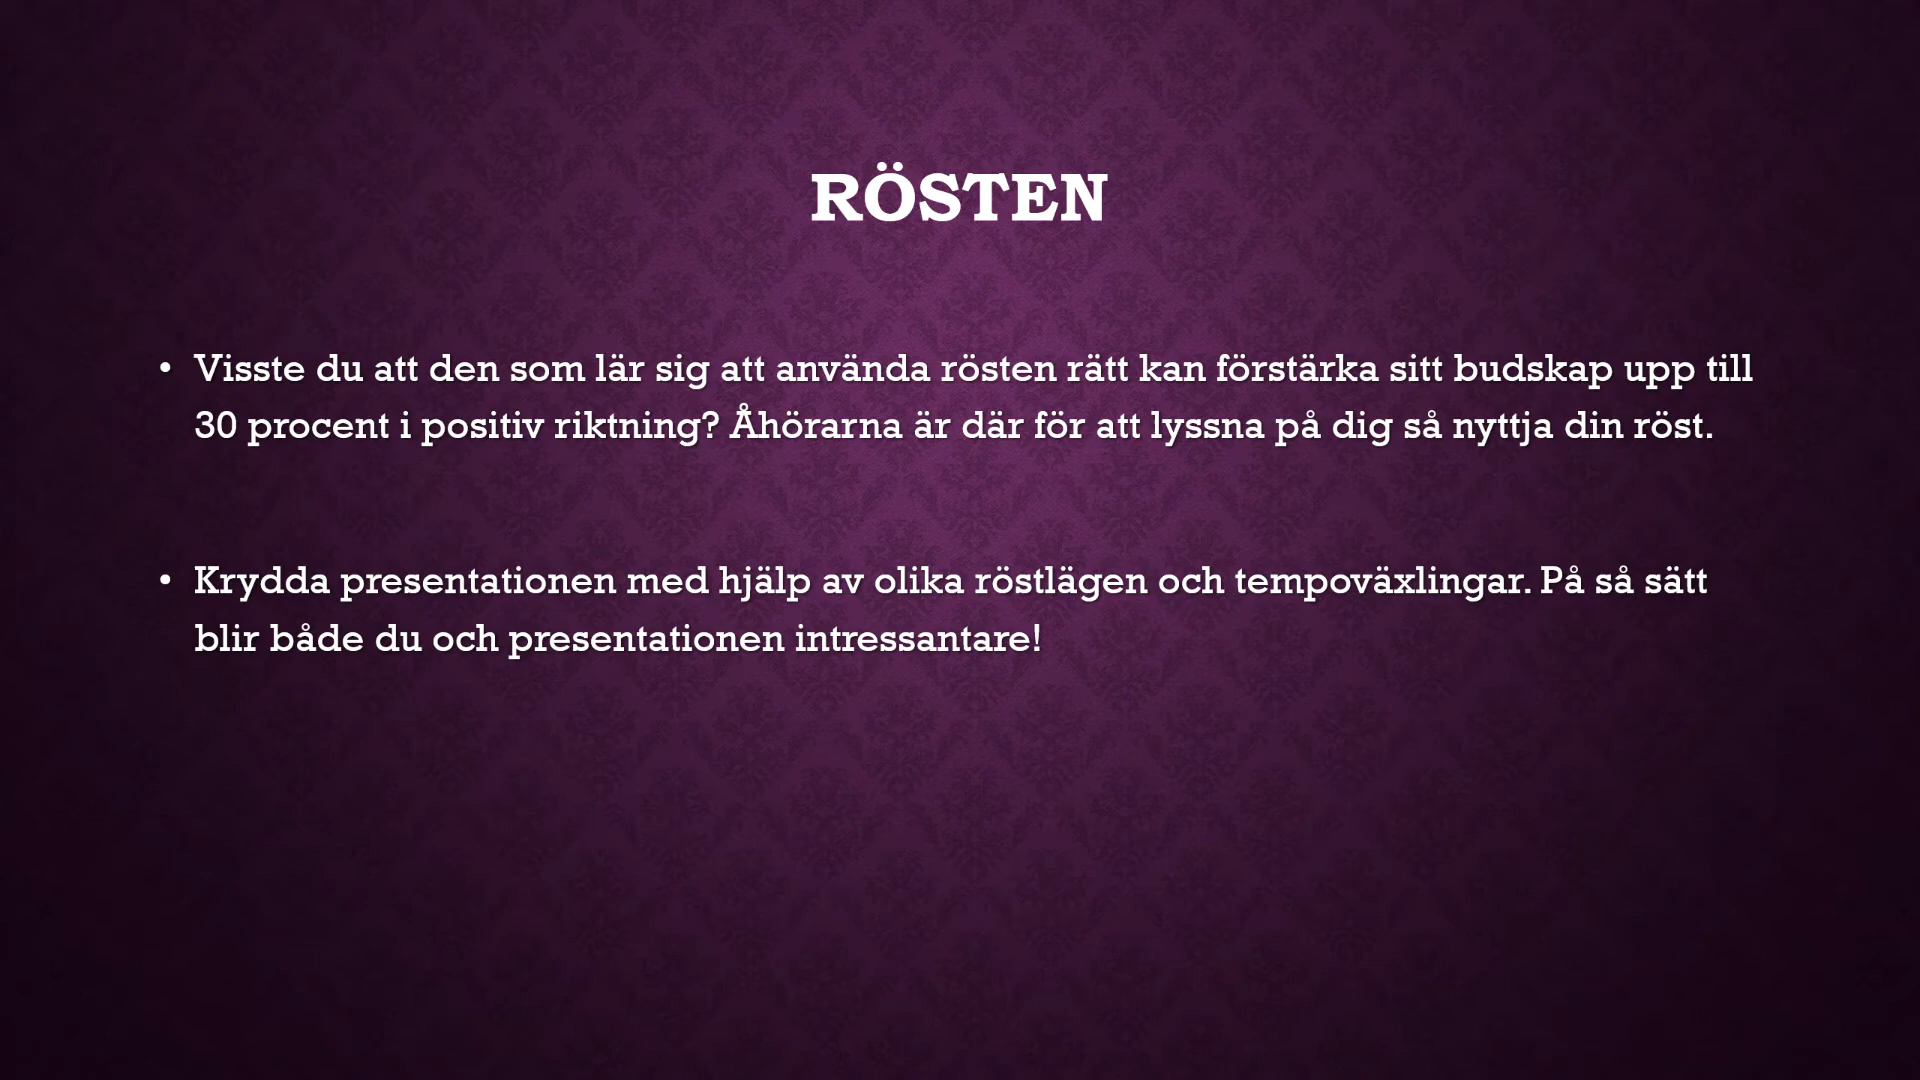 RÖSTEN
• Visste du att den som lär sig att använda rösten rätt kan förstärka sitt budskap upp till
30 procent i positiv riktning? Åhörarna är där för att lyssna på dig så nyttja din röst.
• Krydda presentationen med hjälp av olika röstlägen och tempoväxlingar. På så sätt
blir både du och presentationen intressantare!